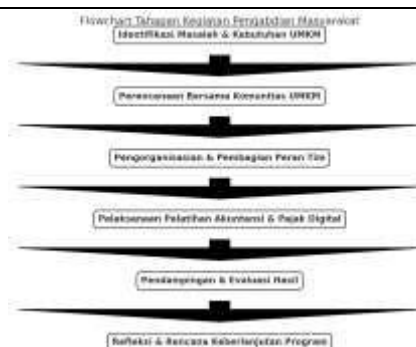 Flowchart Tahapan Kegiatan Pengabdian Masyarakat
Identifikasi Masalah & Kebutuhan UMKM
Perencanaan Bersama Komunitas UMKM
Pengorganisasian & Pembagian Peran Tim
Pelaksanaan Pelatihan Akuntansi & Pajak Digital
Pendampingan & Evaluasi Hasil
Refleksi & Rencana Keberlanjutan Program